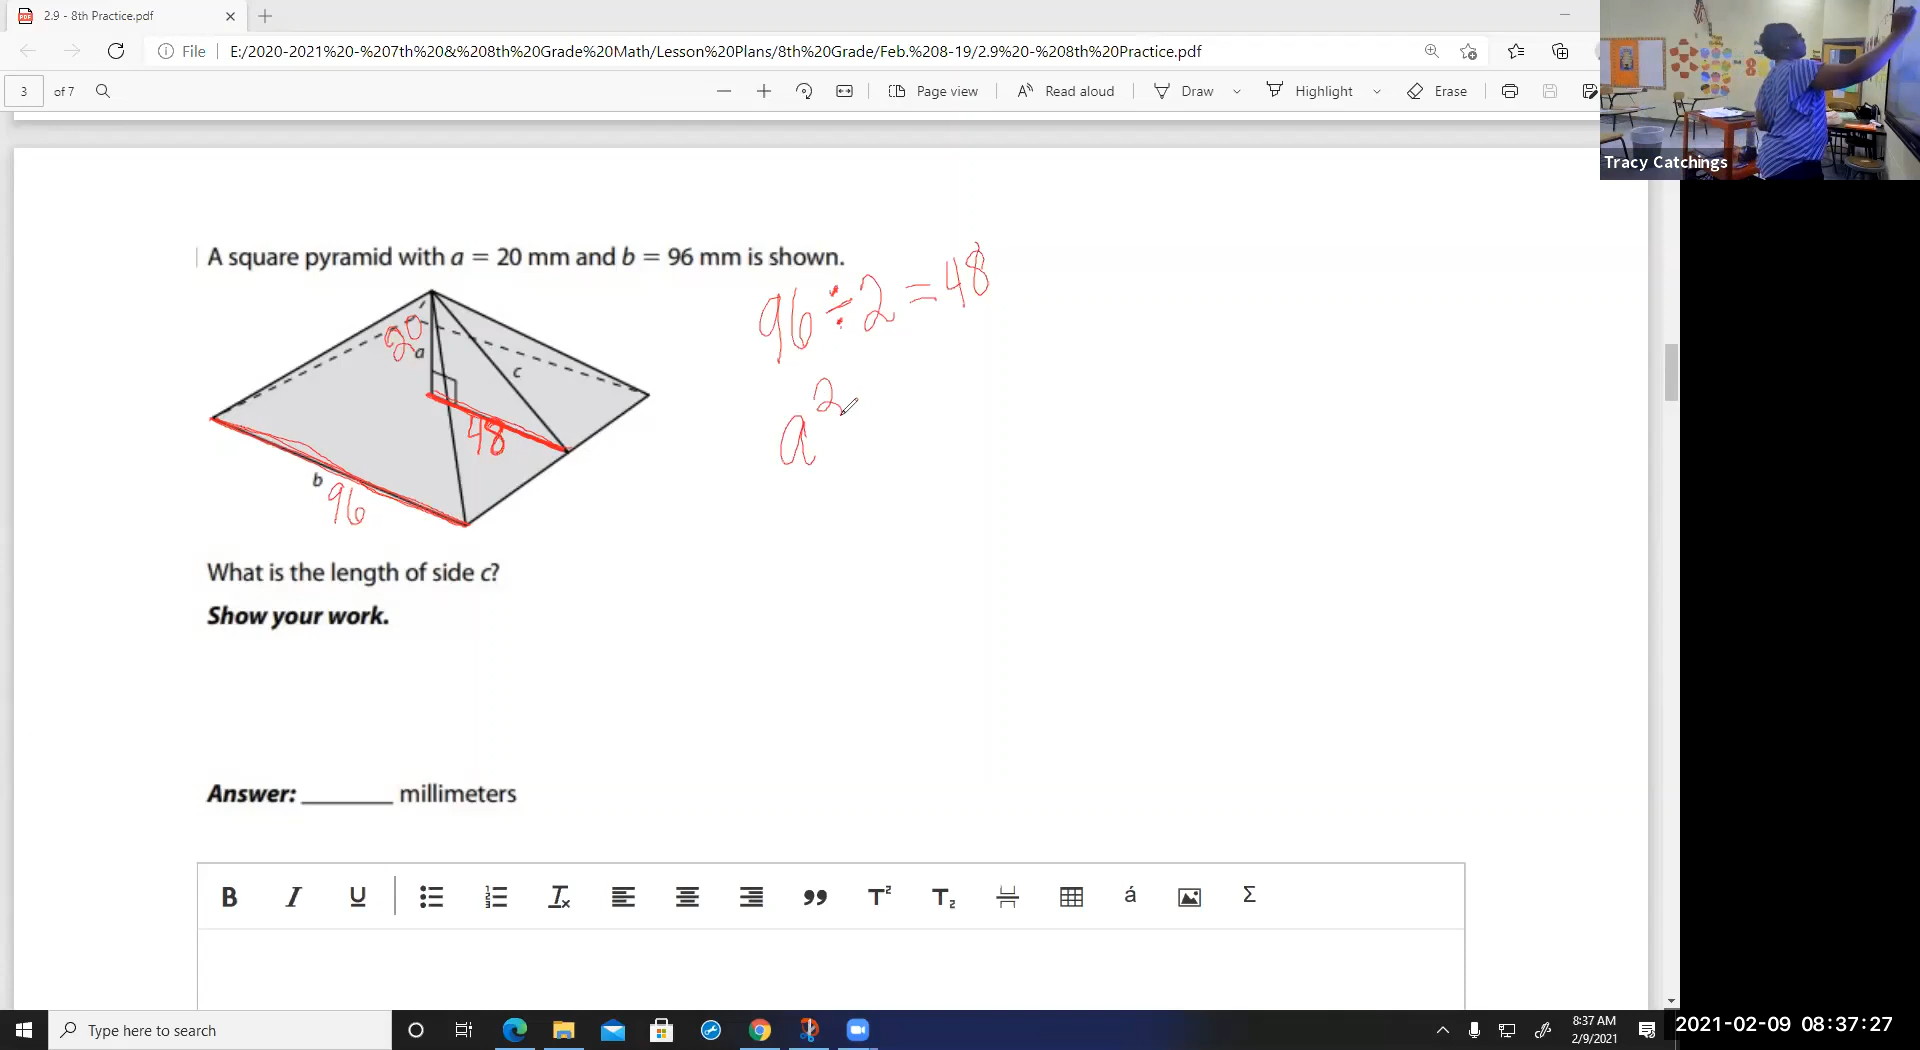 2.9 - 8th Practice.pdf
File
E:/2020-2021%20-%207th%20&%208th%20Grade%20Math/Lesson%20Plans/8th%20Grade/Feb.%208-19/2.9%20-%208th%20Practice.pdf
3 of 7
Page view
Read aloud
Draw
Highlight
Erase
Tracy Catchings
A square pyramid with a = 20 mm and b = 96 mm is shown.
96 ÷ 2 = 48
20
a
c
a²
48
b
96
What is the length of side c?
Show your work.
Answer: _______ millimeters
B I U T² T₂ á Σ
Type here to search
8:37 AM
2/9/2021
2021-02-09 08:37:27